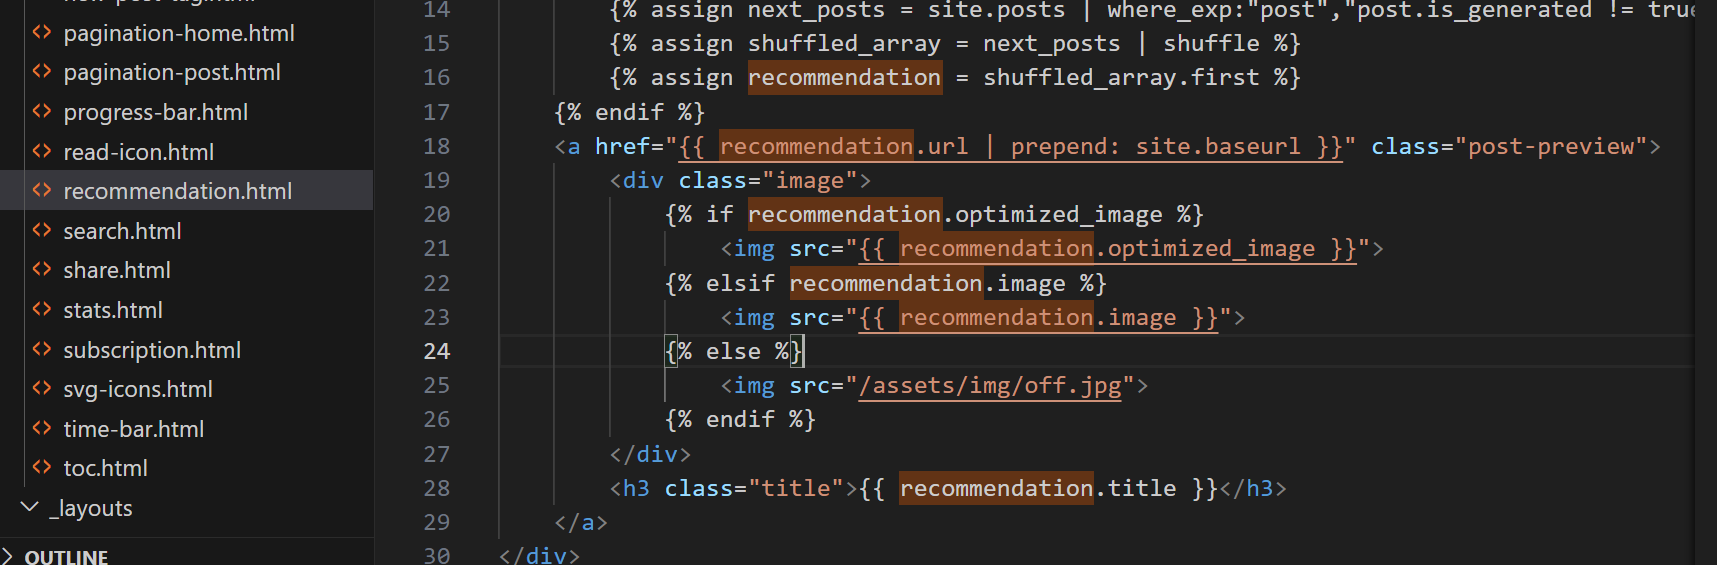 pagination-home.html
pagination-post.html
progress-bar.html
read-icon.html
recommendation.html
search.html
share.html
stats.html
subscription.html
svg-icons.html
time-bar.html
toc.html
_layouts
OUTLINE
14 {% assign next_posts = site.posts | where_exp:"post","post.is_generated != true
15 {% assign shuffled_array = next_posts | shuffle %}
16 {% assign recommendation = shuffled_array.first %}
17 {% endif %}
18 <a href="{{ recommendation.url | prepend: site.baseurl }}" class="post-preview">
19 <div class="image">
20 {% if recommendation.optimized_image %}
21 <img src="{{ recommendation.optimized_image }}">
22 {% elsif recommendation.image %}
23 <img src="{{ recommendation.image }}">
24 {% else %}
25 <img src="/assets/img/off.jpg">
26 {% endif %}
27 </div>
28 <h3 class="title">{{ recommendation.title }}</h3>
29 </a>
30 </div>